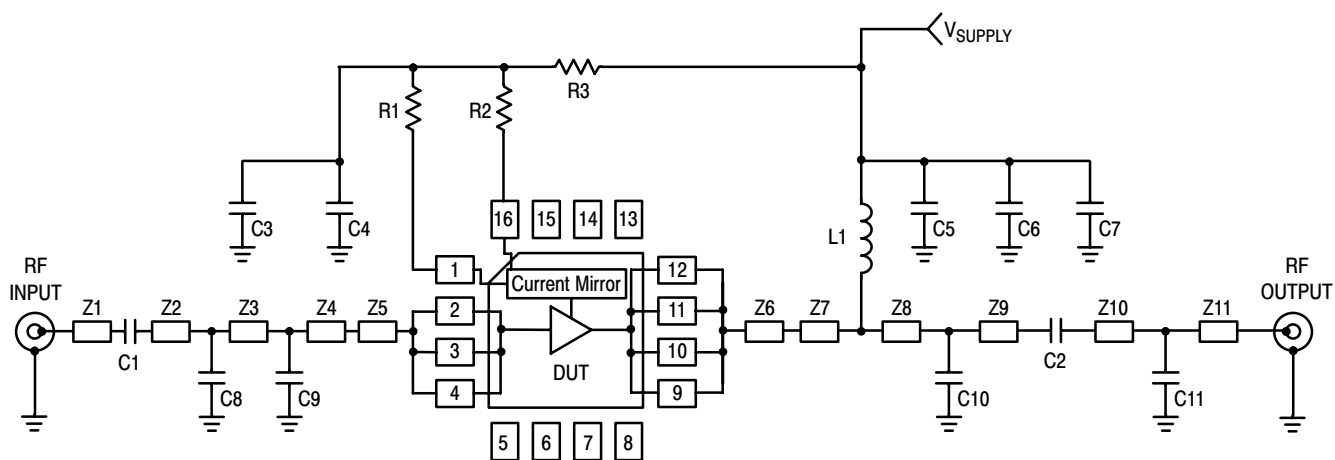 VSUPPLY
R3
R1
R2
C3
C4
L1
C5
C6
C7
16
15
14
13
RF
INPUT
Z1
C1
Z2
Z3
Z4
Z5
C8
C9
1
2
3
4
Current Mirror
DUT
12
11
10
9
5
6
7
8
Z6
Z7
Z8
Z9
C10
C2
Z10
Z11
C11
RF
OUTPUT